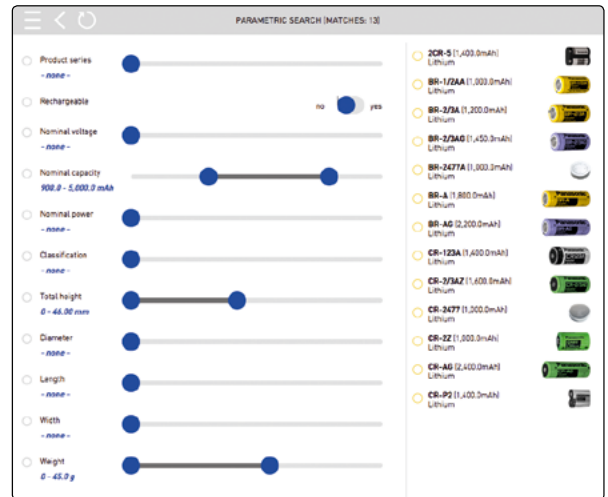 PARAMETRIC SEARCH (MATCHES: 13)
Product series
- none -
Rechargeable
no
yes
Nominal voltage
- none -
Nominal capacity
900.0 - 5,000.0 mAh
Nominal power
- none -
Classification
- none -
Total height
0 - 46.00 mm
Diameter
- none -
Length
- none -
Width
- none -
Weight
0 - 45.0 g
2CR-5 (1,400.0mAh)
Lithium
BR-1/2AA (1,000.0mAh)
Lithium
BR-2/3A (1,200.0mAh)
Lithium
BR-2/3AG (1,450.0mAh)
Lithium
BR-2477A (1,000.0mAh)
Lithium
BR-A (1,800.0mAh)
Lithium
BR-AG (2,200.0mAh)
Lithium
CR-123A (1,400.0mAh)
Lithium
CR-2/3AZ (1,600.0mAh)
Lithium
CR-2477 (1,000.0mAh)
Lithium
CR-2Z (1,000.0mAh)
Lithium
CR-AG (2,400.0mAh)
Lithium
CR-P2 (1,400.0mAh)
Lithium